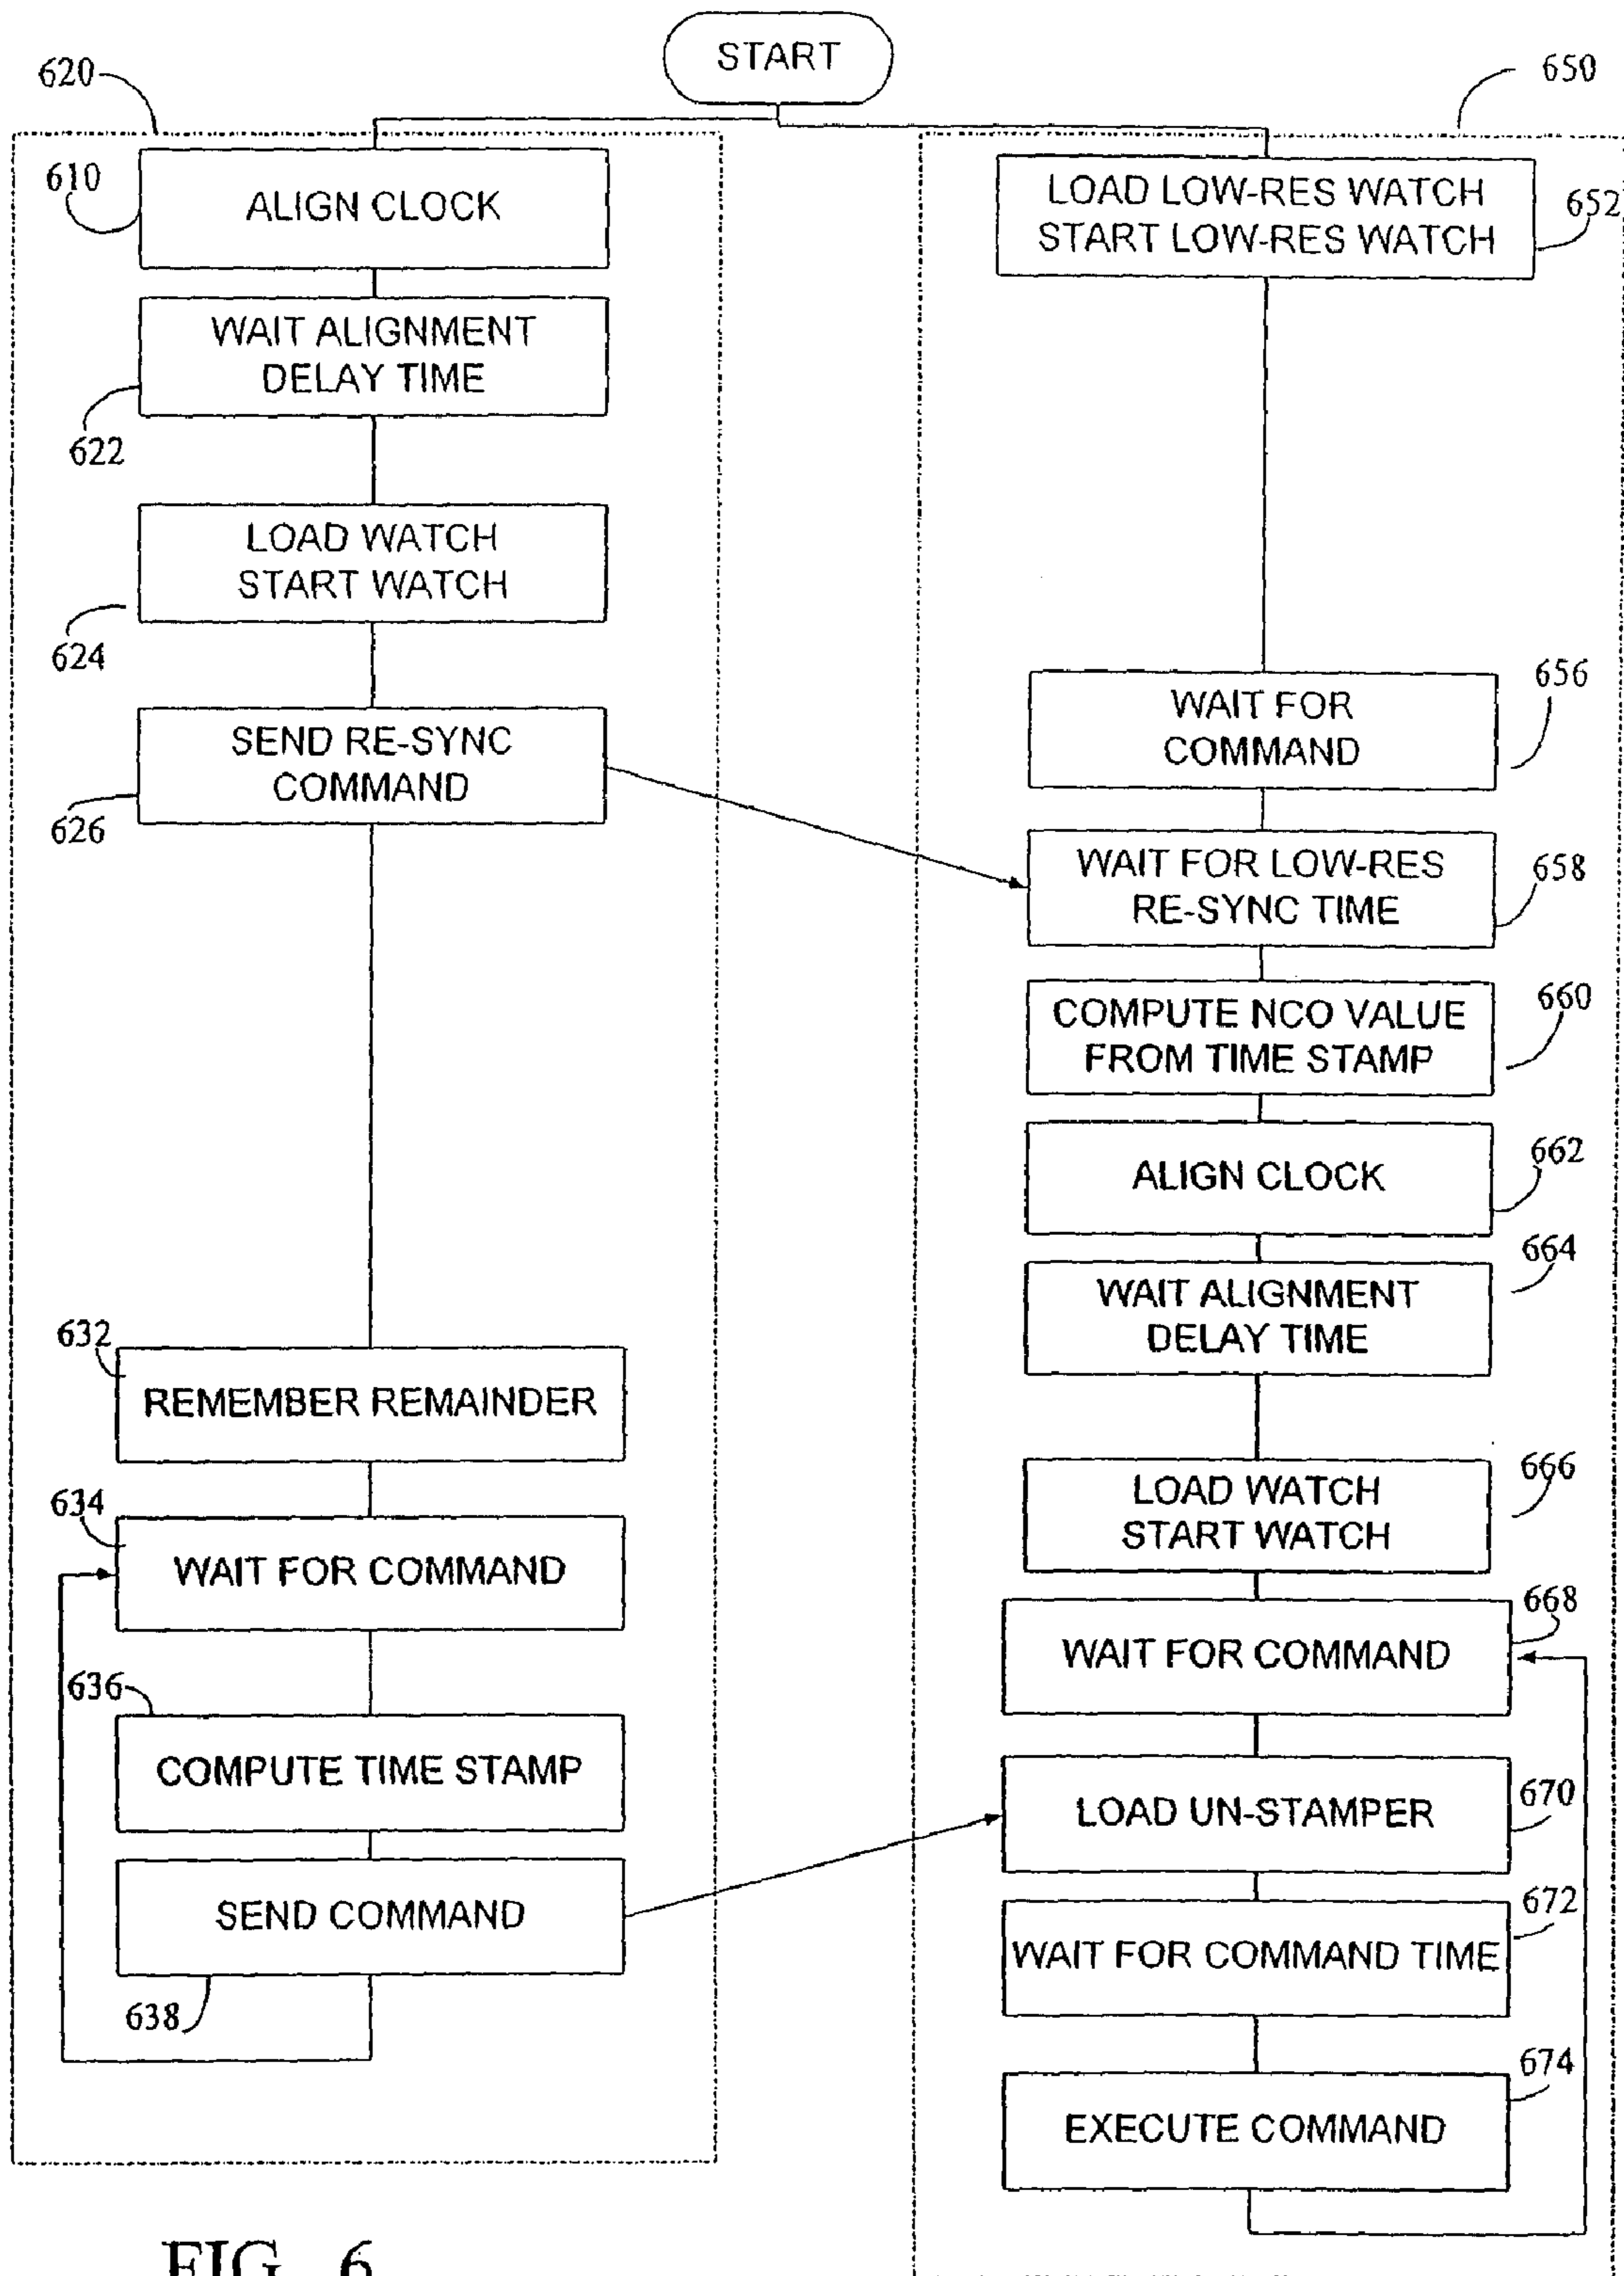 START
620
650
610
ALIGN CLOCK
LOAD LOW-RES WATCH
START LOW-RES WATCH
652
WAIT ALIGNMENT
DELAY TIME
622
LOAD WATCH
START WATCH
624
SEND RE-SYNC
COMMAND
626
WAIT FOR
COMMAND
656
WAIT FOR LOW-RES
RE-SYNC TIME
658
COMPUTE NCO VALUE
FROM TIME STAMP
660
ALIGN CLOCK
662
WAIT ALIGNMENT
DELAY TIME
664
632
REMEMBER REMAINDER
LOAD WATCH
START WATCH
666
634
WAIT FOR COMMAND
WAIT FOR COMMAND
668
636
COMPUTE TIME STAMP
LOAD UN-STAMPER
670
SEND COMMAND
638
WAIT FOR COMMAND TIME
672
EXECUTE COMMAND
674
FIG. 6